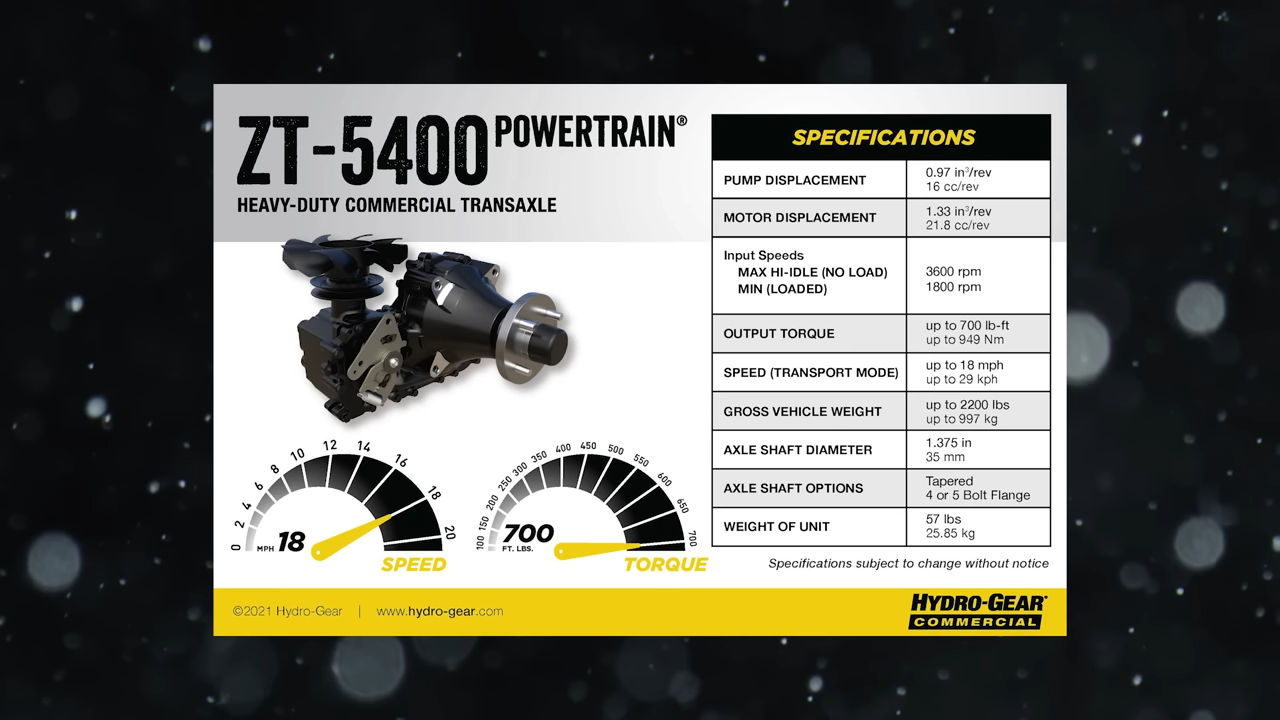 ZT-5400 POWERTRAIN®
HEAVY-DUTY COMMERCIAL TRANSAXLE
SPECIFICATIONS
PUMP DISPLACEMENT
0.97 in³/rev
16 cc/rev
MOTOR DISPLACEMENT
1.33 in³/rev
21.8 cc/rev
Input Speeds
MAX HI-IDLE (NO LOAD)
3600 rpm
MIN (LOADED)
1800 rpm
OUTPUT TORQUE
up to 700 lb-ft
up to 949 Nm
SPEED (TRANSPORT MODE)
up to 18 mph
up to 29 kph
GROSS VEHICLE WEIGHT
up to 2200 lbs
up to 997 kg
AXLE SHAFT DIAMETER
1.375 in
35 mm
AXLE SHAFT OPTIONS
Tapered
4 or 5 Bolt Flange
WEIGHT OF UNIT
57 lbs
25.85 kg
Specifications subject to change without notice
0 2 4 6 8 10 12 14 16 18 20
MPH 18
SPEED
100 150 200 250 300 350 400 450 500 550 600 650 700
700
FT. LBS.
TORQUE
©2021 Hydro-Gear | www.hydro-gear.com
HYDRO-GEAR®
COMMERCIAL